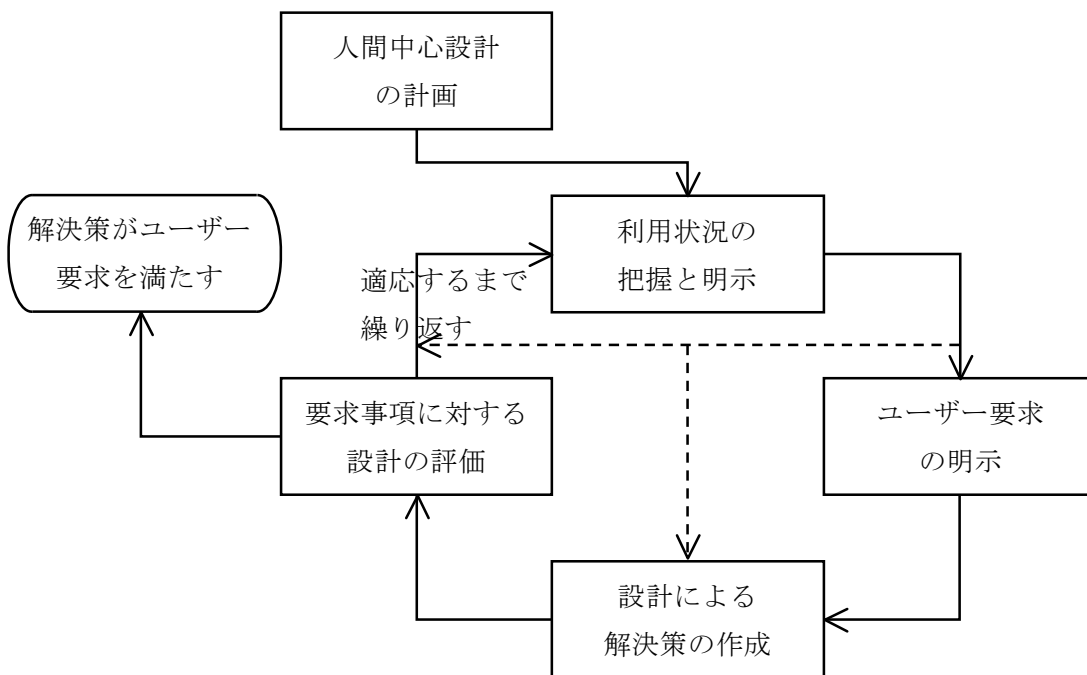 人間中心設計
の計画
利用状況の
把握と明示
解決策がユーザー
要求を満たす
適応するまで
繰り返す
要求事項に対する
設計の評価
ユーザー要求
の明示
設計による
解決策の作成